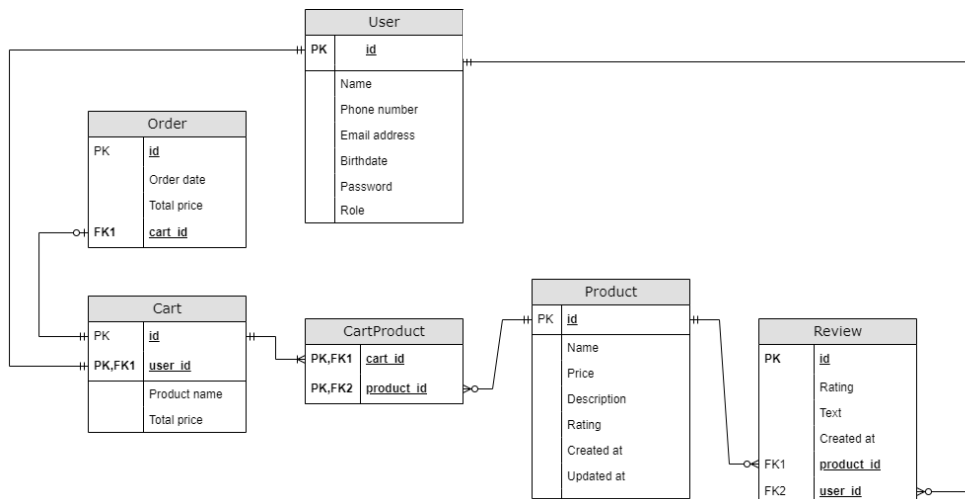 User
PK id
Name
Phone number
Email address
Birthdate
Password
Role
Order
PK id
Order date
Total price
FK1 cart_id
Cart
PK id
PK,FK1 user_id
Product name
Total price
CartProduct
PK,FK1 cart_id
PK,FK2 product_id
Product
PK id
Name
Price
Description
Rating
Created at
Updated at
Review
PK id
Rating
Text
Created at
FK1 product_id
FK2 user_id